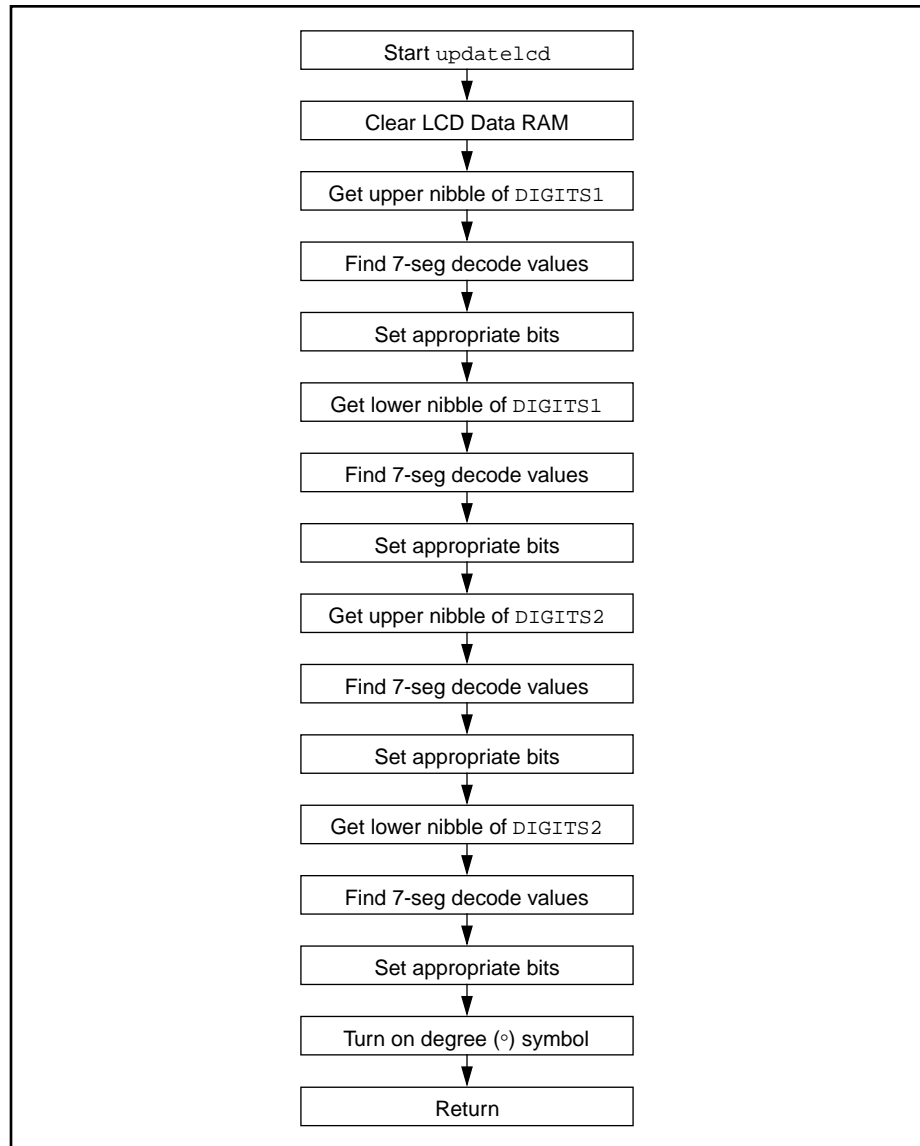 Start updatelcd
Clear LCD Data RAM
Get upper nibble of DIGITS1
Find 7-seg decode values
Set appropriate bits
Get lower nibble of DIGITS1
Find 7-seg decode values
Set appropriate bits
Get upper nibble of DIGITS2
Find 7-seg decode values
Set appropriate bits
Get lower nibble of DIGITS2
Find 7-seg decode values
Set appropriate bits
Turn on degree (°) symbol
Return